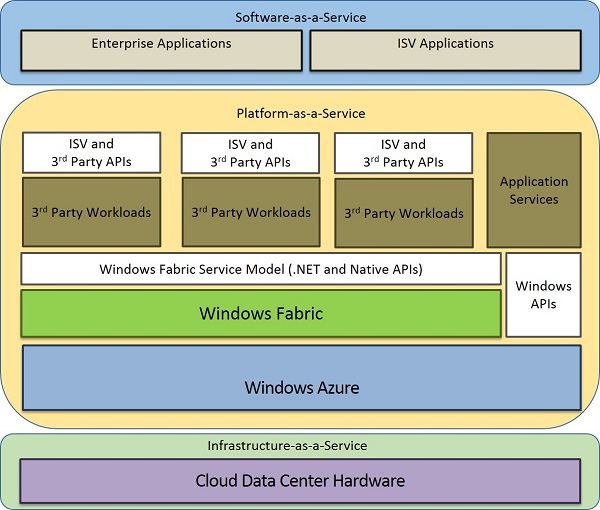 Software-as-a-Service
Enterprise Applications
ISV Applications
Platform-as-a-Service
ISV and
3rd Party APIs
ISV and
3rd Party APIs
ISV and
3rd Party APIs
3rd Party Workloads
3rd Party Workloads
3rd Party Workloads
Application
Services
Windows Fabric Service Model (.NET and Native APIs)
Windows
APIs
Windows Fabric
Windows Azure
Infrastructure-as-a-Service
Cloud Data Center Hardware